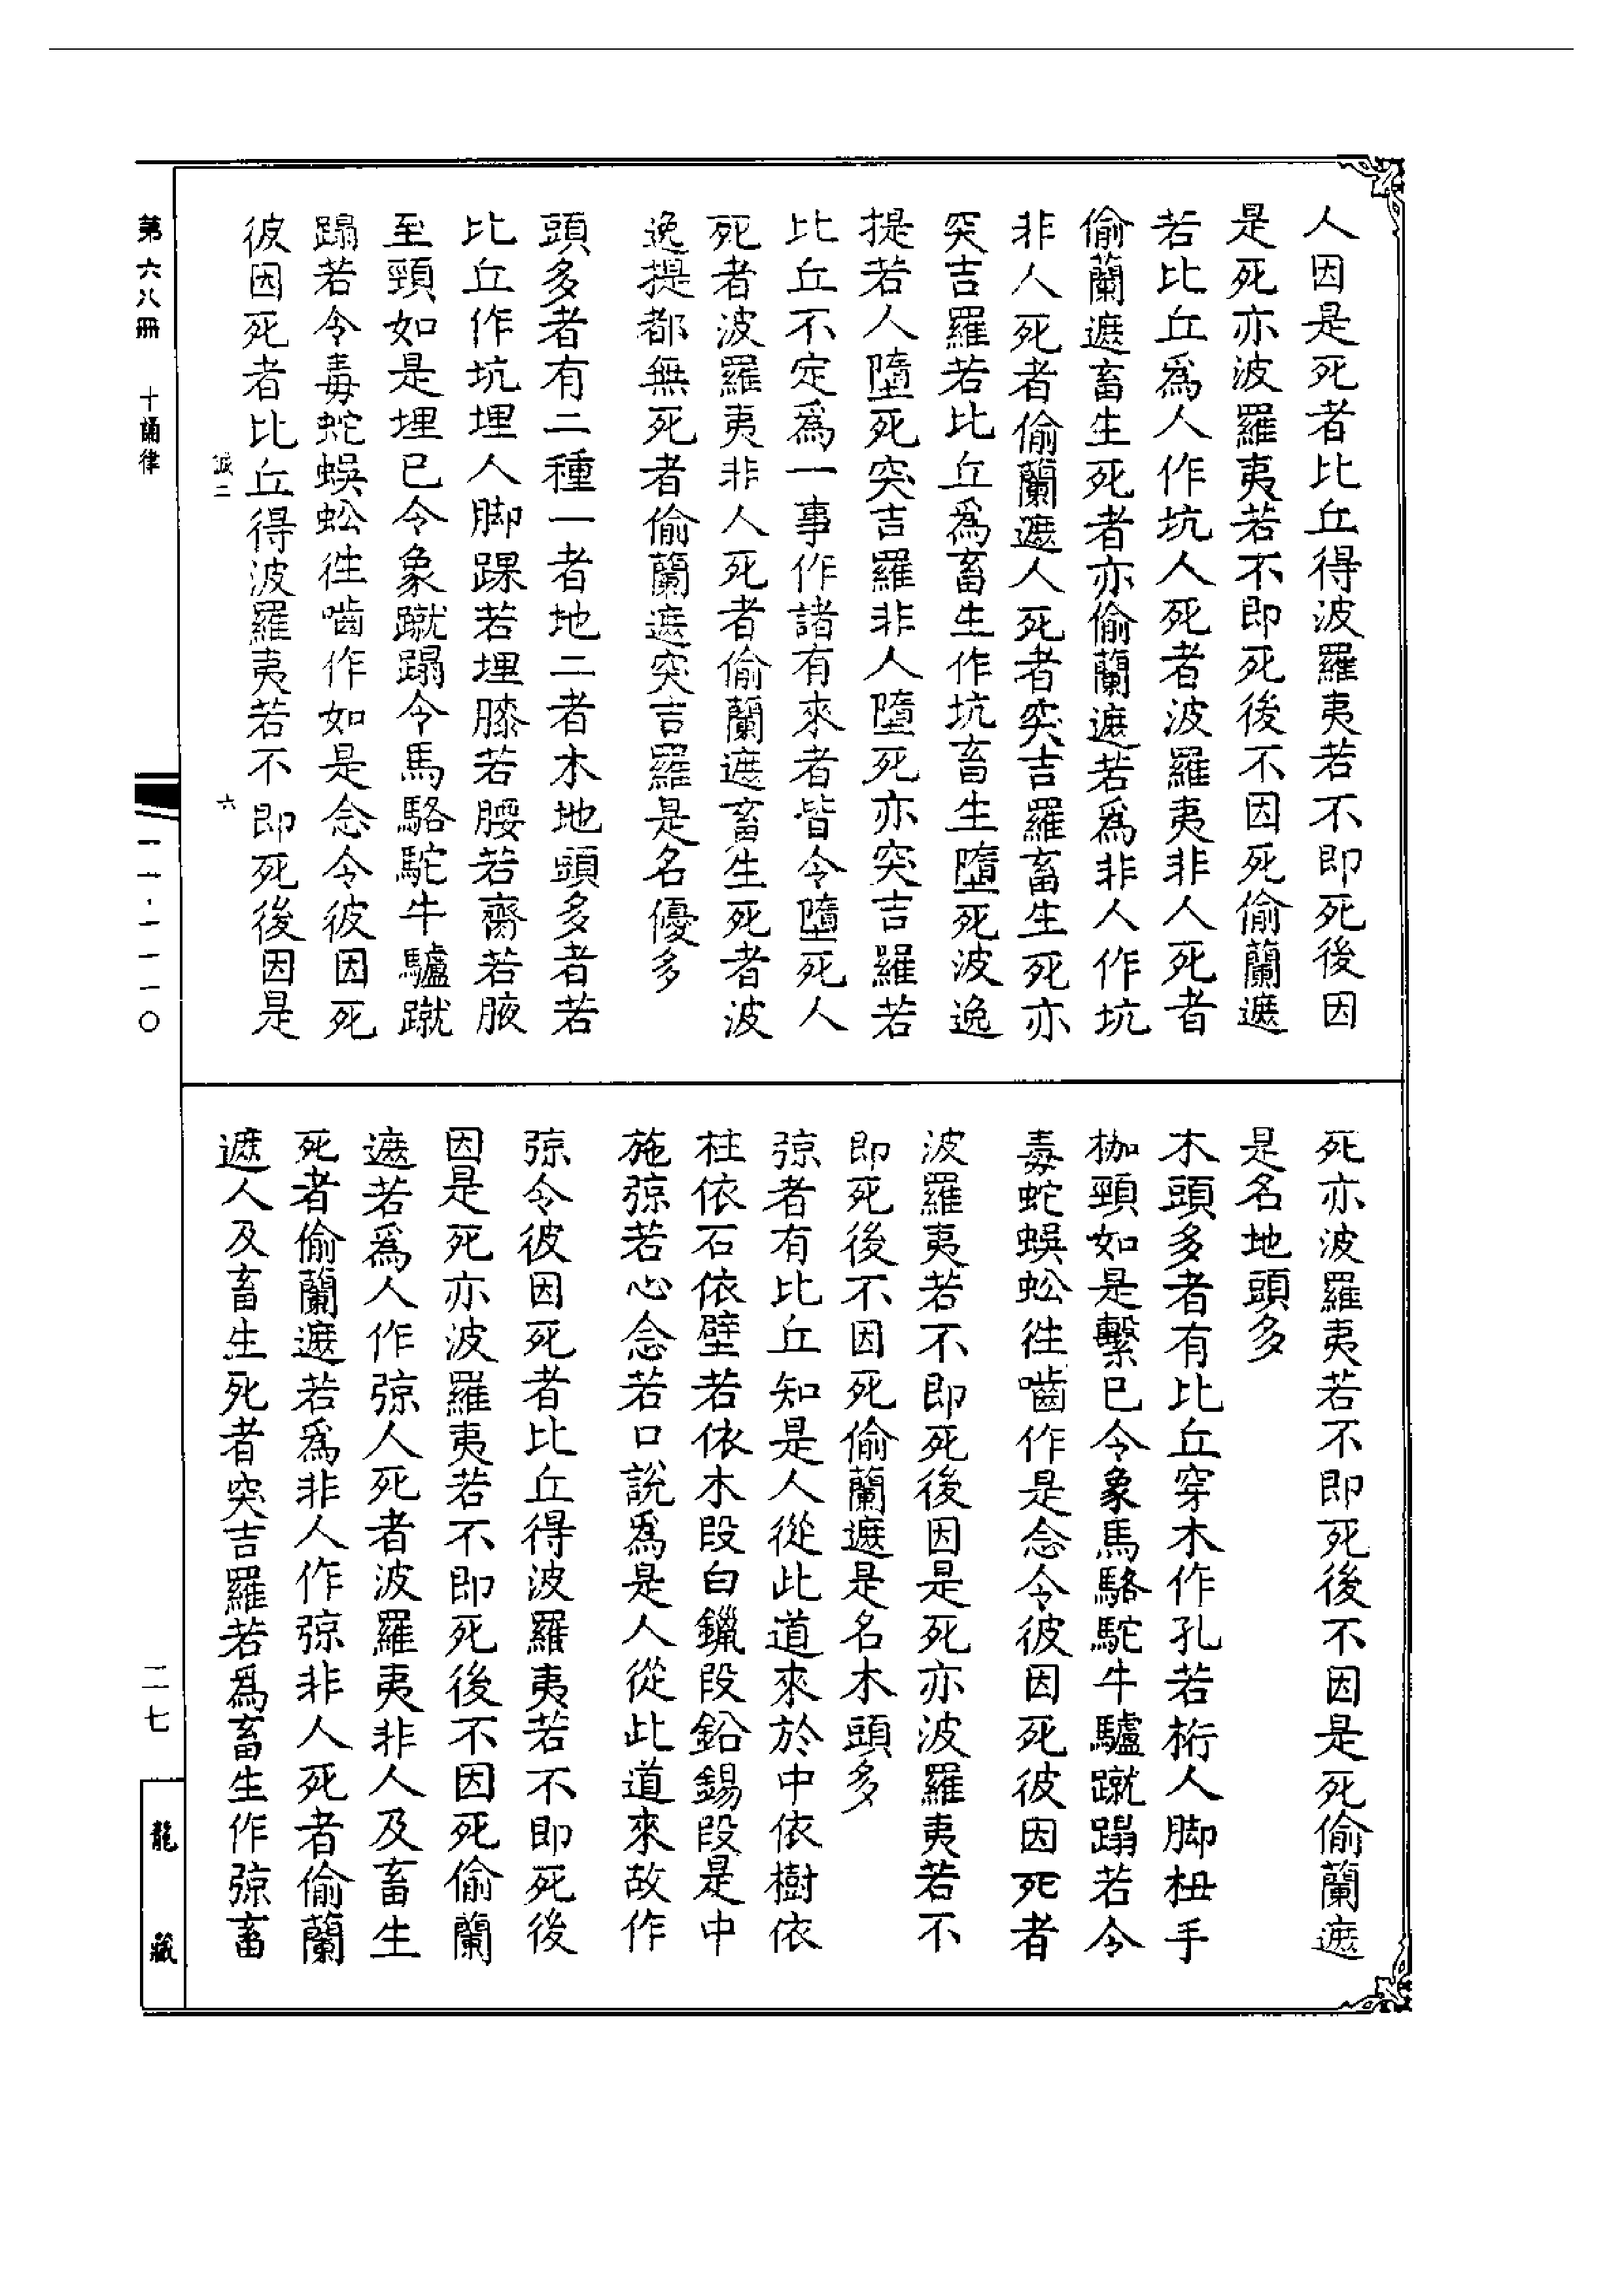 人因是死者比丘得波羅夷若不即死後因
是死亦波羅夷若不即死後不因死偷蘭遮
若比丘為人作坑人死者波羅夷非人死者
偷蘭遮畜生死者亦偷蘭遮若為非人作坑
非人死者偷蘭遮人死者突吉羅畜生死亦
突吉羅若比丘為畜生作坑畜生墮死波逸
提若人墮死突吉羅非人墮死亦突吉羅若
比丘不定為一事作諸有來者皆令墮死人
死者波羅夷非人死者偷蘭遮畜生死者波
逸提都無死者偷蘭遮突吉羅是名優多
頭多者有二種一者地二者木地頭多者若
比丘作坑埋人脚踝若埋膝若腰若齋若腋
至頸如是埋已令象蹴蹋令馬駱駝牛驢蹴
蹋若令毒蛇蜈蚣徃嚙作如是念令彼因死
彼因死者比丘得波羅夷若不即死後因是
誠二 六
死亦波羅夷若不即死後不因是死偷蘭遮
是名地頭多
木頭多者有比丘穿木作孔若桁人脚杻手
枷頸如是繫已令象馬駱駝牛驢蹴蹋若令
毒蛇蜈蚣徃嚙作是念令彼因死彼因死者
波羅夷若不即死後因是死亦波羅夷若不
即死後不因死偷蘭遮是名木頭多
弶者有比丘知是人從此道來於中依樹依
柱依石依壁若依木段白鑞段鉛錫段是中
施弶若心念若口說為是人從此道來故作
弶令彼因死者比丘得波羅夷若不即死後
因是死亦波羅夷若不即死後不因死偷蘭
遮若為人作弶人死者波羅夷非人及畜生
死者偷蘭遮若為非人作弶非人死者偷蘭
遮人及畜生死者突吉羅若為畜生作弶畜
第六八冊 十誦律
一一一·一一一〇
二七
龍藏